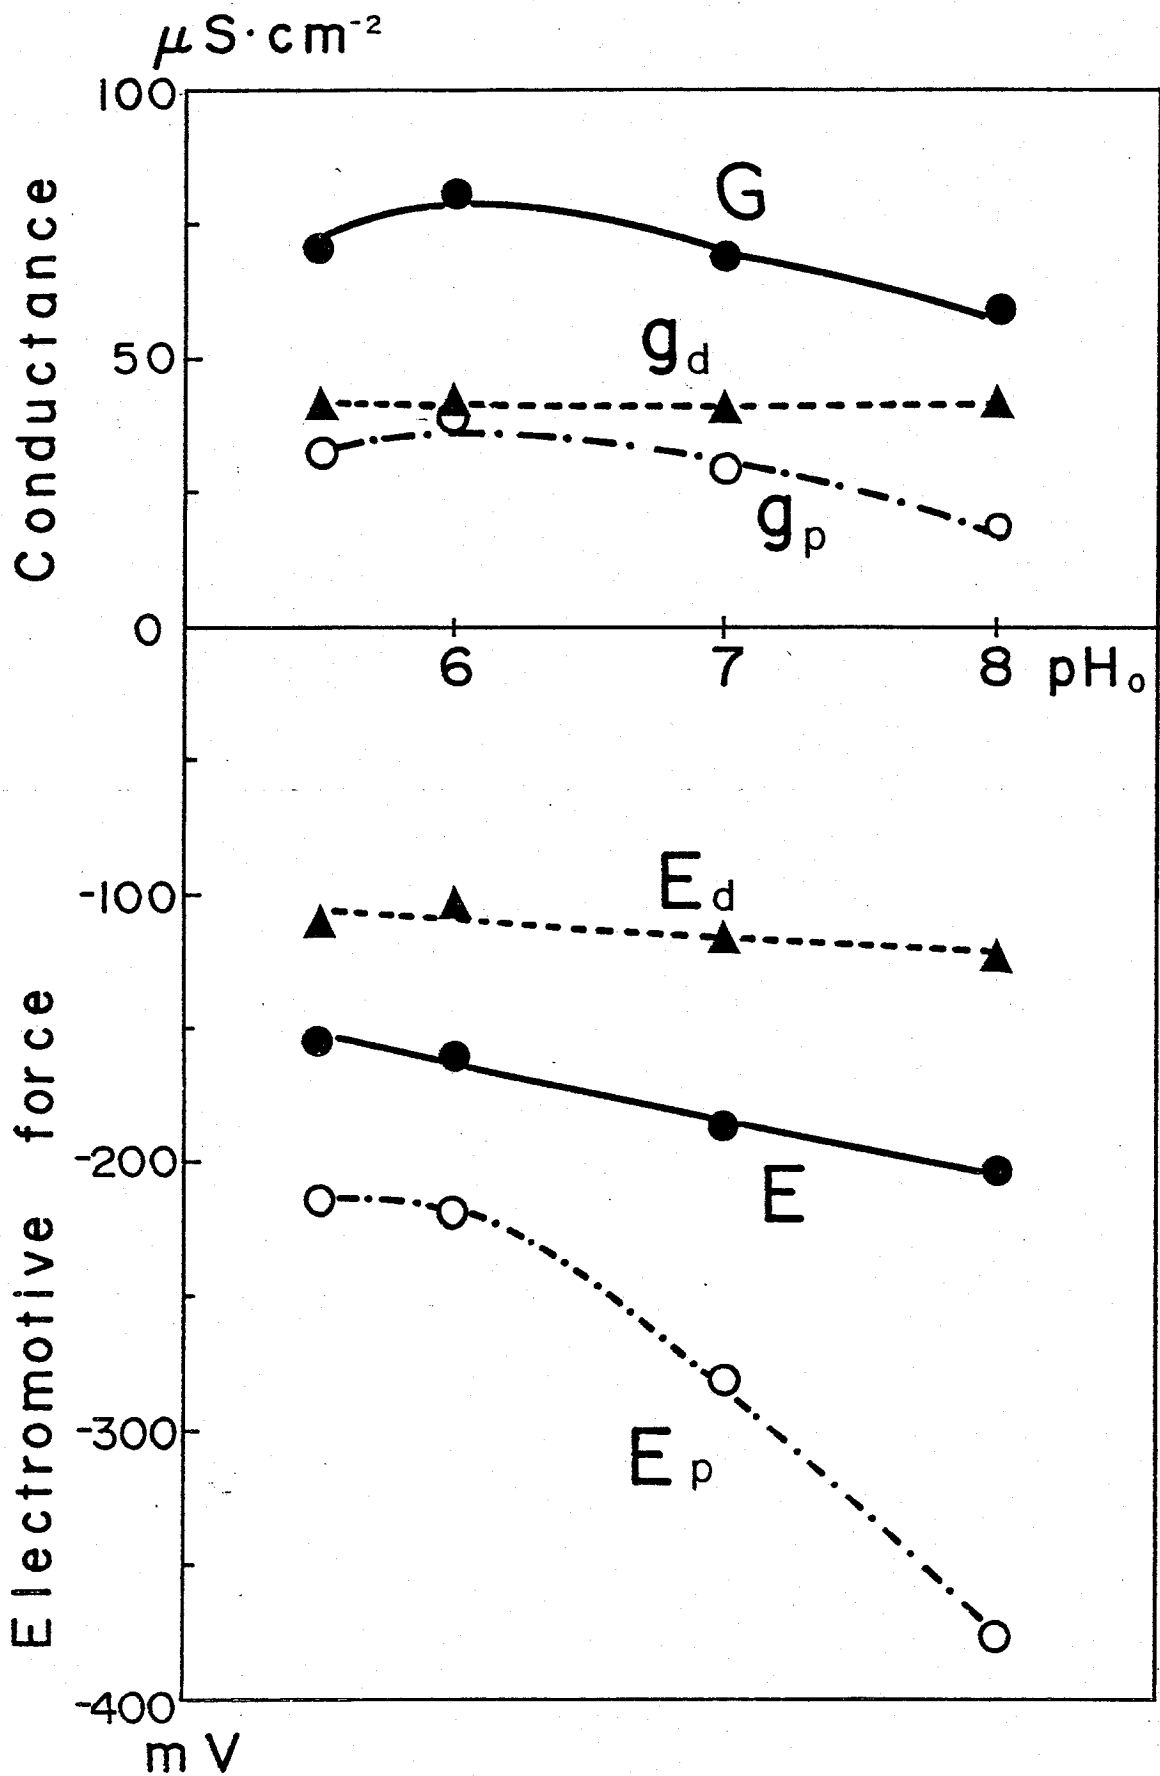 μS·cm⁻²
100
G
Conductance
g_d
50
g_p
0
6 7 8 pH₀
-100
E_d
Electromotive force
-200
E
-300
E_p
-400
mV